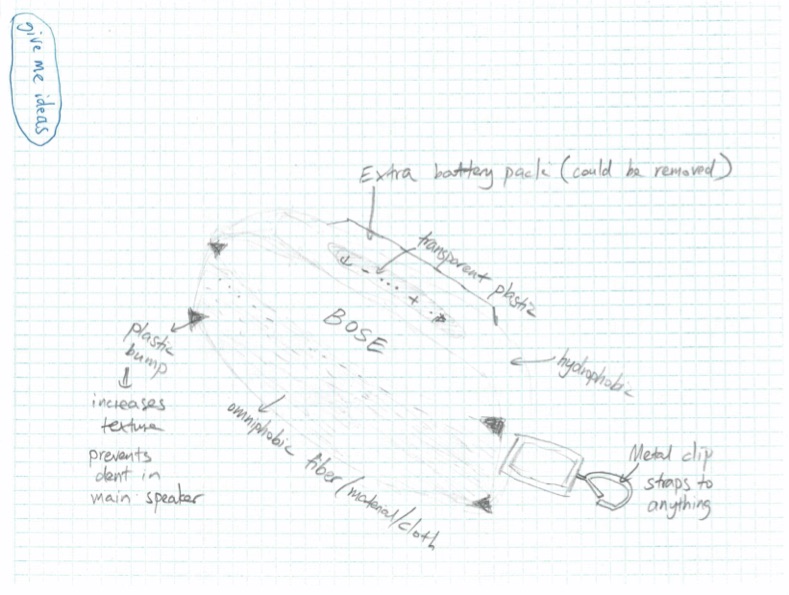 give me ideas
Extra battery pack (could be removed)
transparent plastic
- .... +
BOSE
hydrophobic
plastic
bump
increases
texture
prevents
dent in
main speaker
omniphobic fiber/material/cloth
Metal clip
straps to
anything